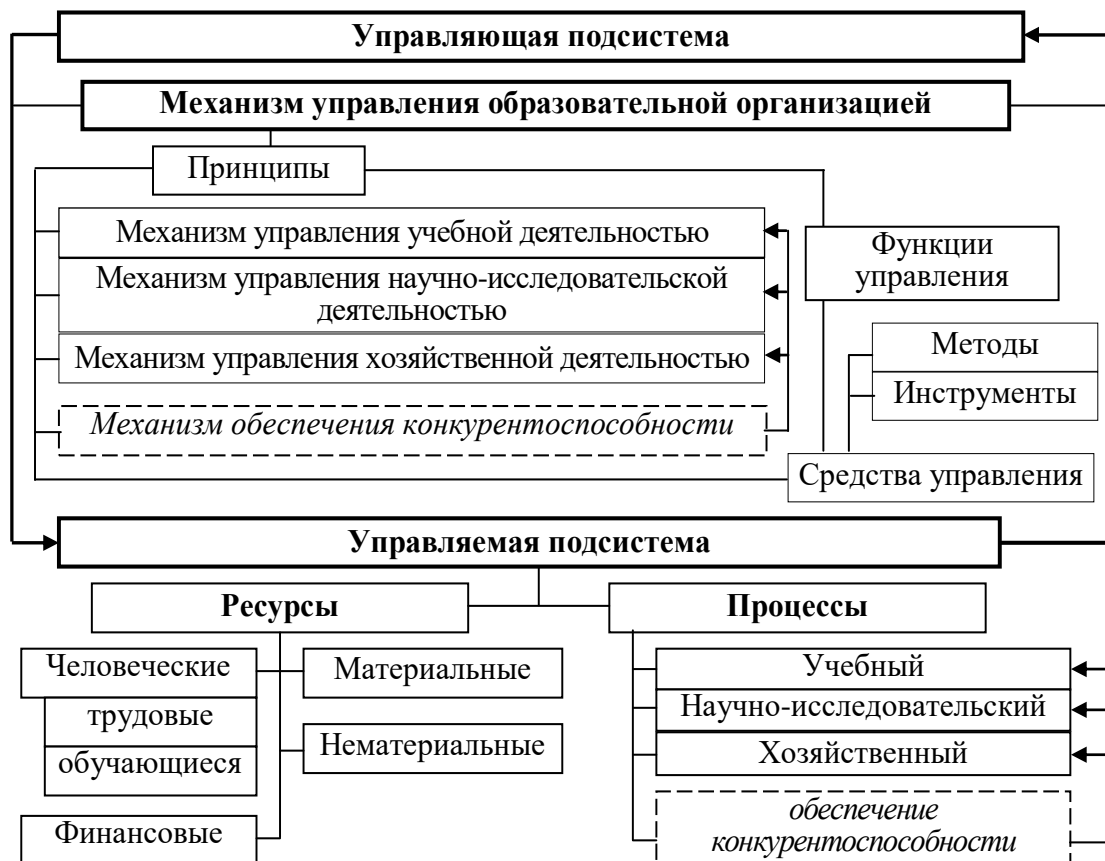 Управляющая подсистема
Механизм управления образовательной организацией
Принципы
Механизм управления учебной деятельностью
Механизм управления научно-исследовательской
деятельностью
Механизм управления хозяйственной деятельностью
Механизм обеспечения конкурентоспособности
Функции
управления
Методы
Инструменты
Средства управления
Управляемая подсистема
Ресурсы
Человеческие
трудовые
обучающиеся
Финансовые
Материальные
Нематериальные
Процессы
Учебный
Научно-исследовательский
Хозяйственный
обеспечение
конкурентоспособности